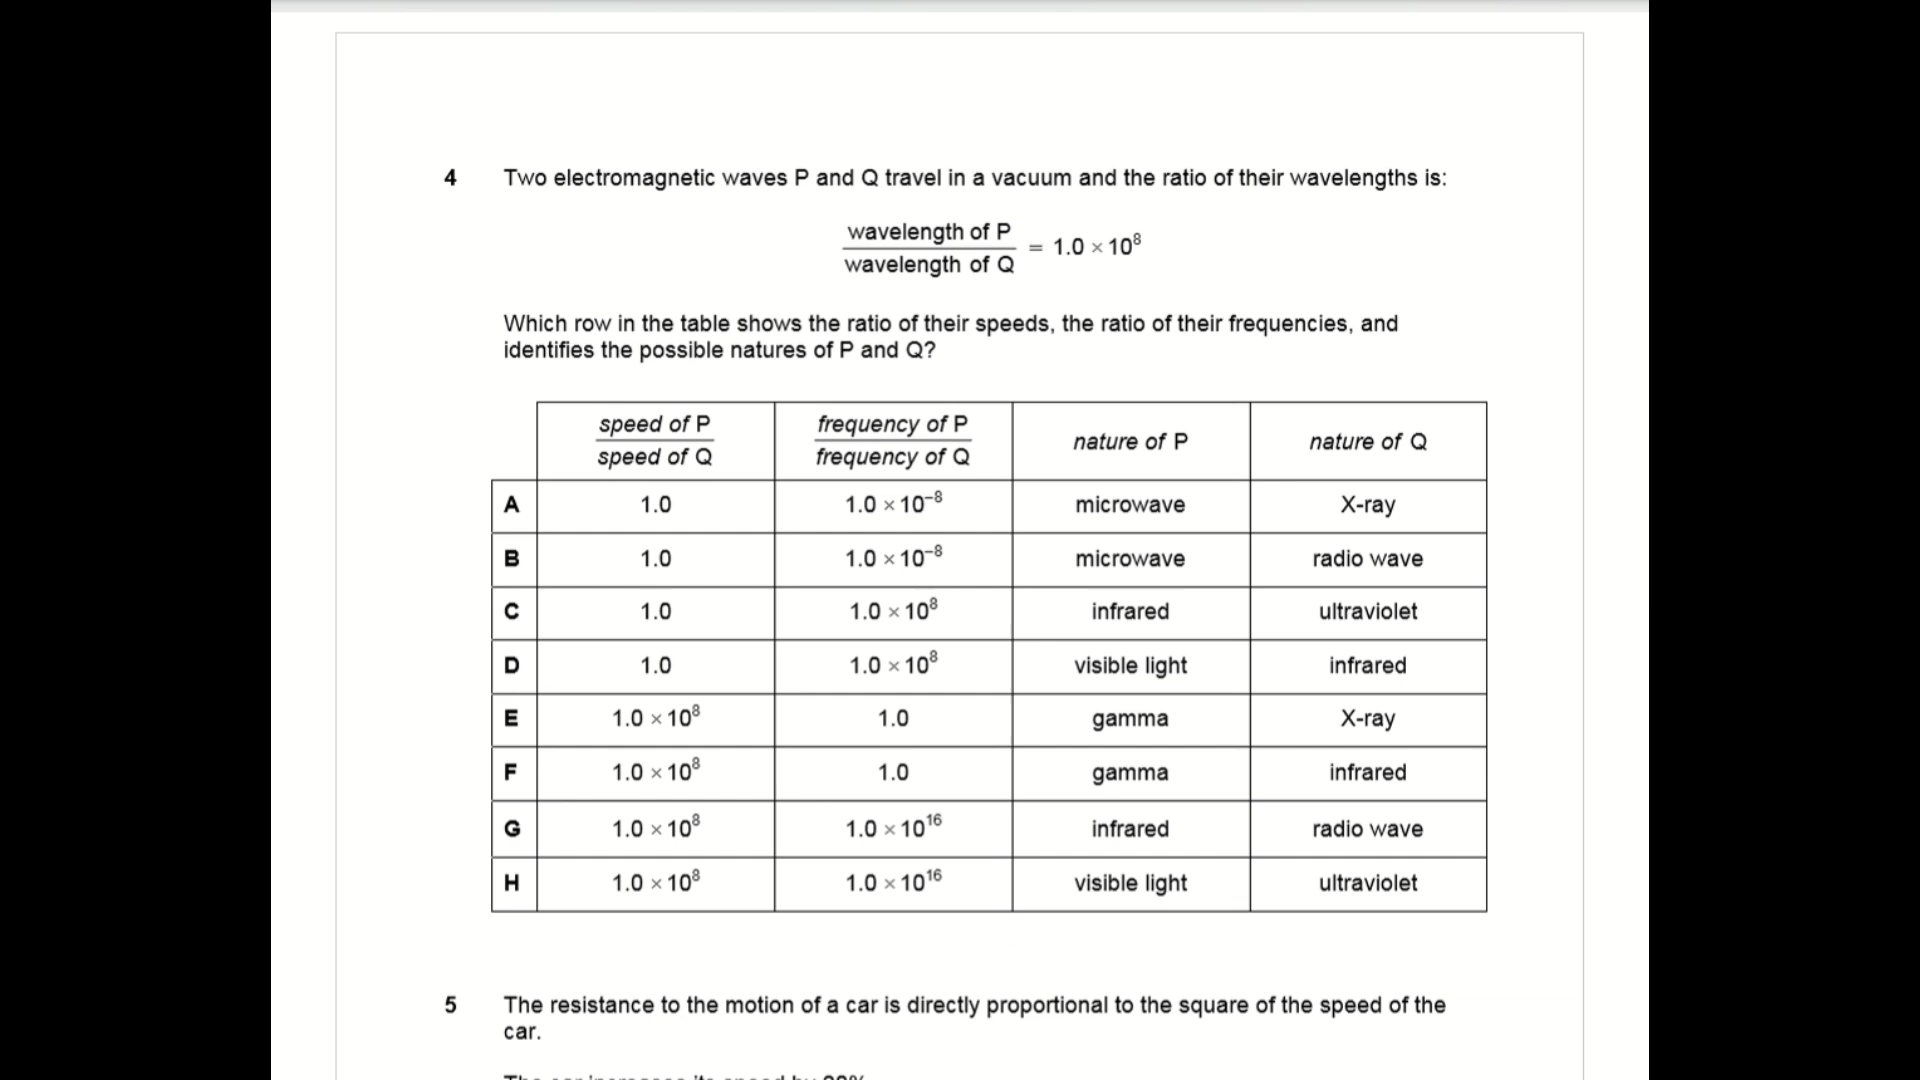 4 Two electromagnetic waves P and Q travel in a vacuum and the ratio of their wavelengths is:
wavelength of P
wavelength of Q
= 1.0 × 10⁸
Which row in the table shows the ratio of their speeds, the ratio of their frequencies, and
identifies the possible natures of P and Q?
speed of P / speed of Q | frequency of P / frequency of Q | nature of P | nature of Q
A 1.0 1.0 × 10⁻⁸ microwave X-ray
B 1.0 1.0 × 10⁻⁸ microwave radio wave
C 1.0 1.0 × 10⁸ infrared ultraviolet
D 1.0 1.0 × 10⁸ visible light infrared
E 1.0 × 10⁸ 1.0 gamma X-ray
F 1.0 × 10⁸ 1.0 gamma infrared
G 1.0 × 10⁸ 1.0 × 10¹⁶ infrared radio wave
H 1.0 × 10⁸ 1.0 × 10¹⁶ visible light ultraviolet
5 The resistance to the motion of a car is directly proportional to the square of the speed of the
car.